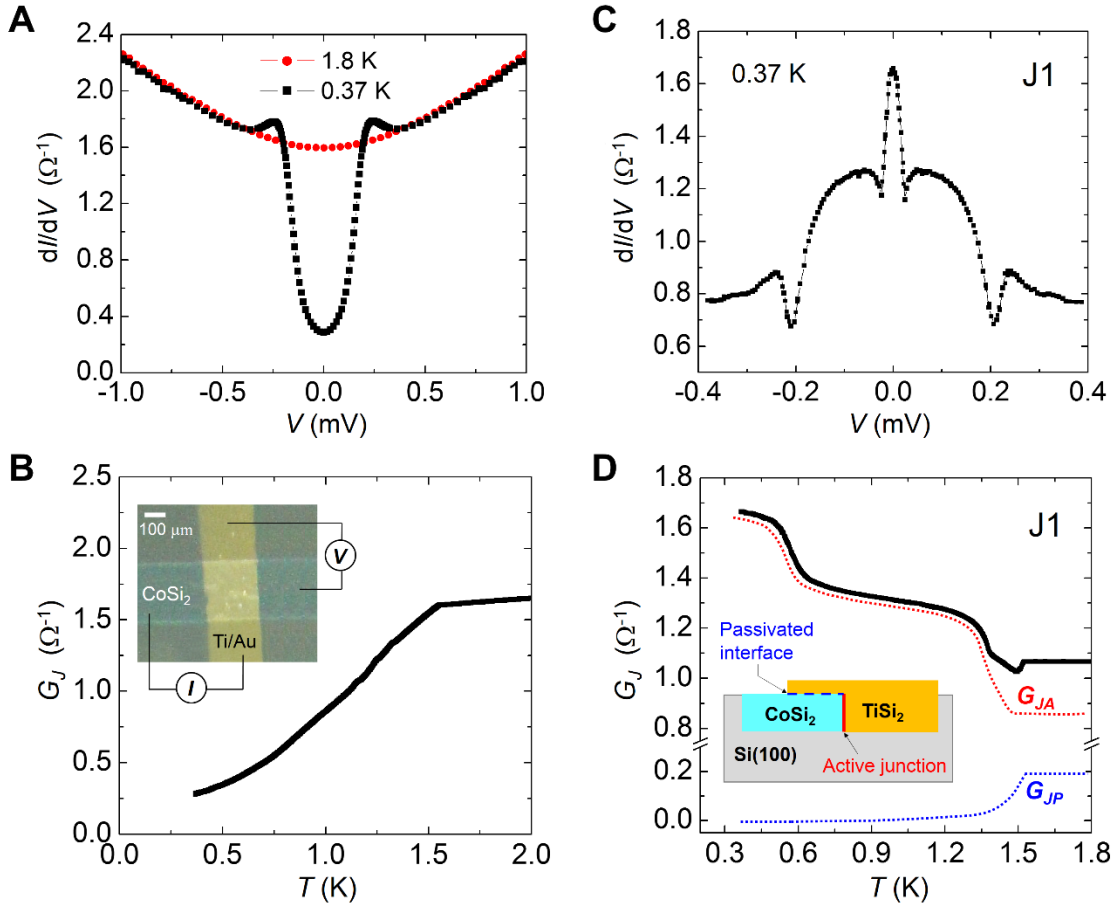 A
2.4
2.0
1.6
1.2
0.8
0.4
0.0
dI/dV (Ω⁻¹)
1.8 K
0.37 K
-1.0 -0.5 0.0 0.5 1.0
V (mV)
C
1.8
1.6
1.4
1.2
1.0
0.8
0.6
dI/dV (Ω⁻¹)
0.37 K
J1
-0.4 -0.2 0.0 0.2 0.4
V (mV)
B
2.5
2.0
1.5
1.0
0.5
0.0
G_J (Ω⁻¹)
100 μm
CoSi₂
Ti/Au
V
I
0.0 0.5 1.0 1.5 2.0
T (K)
D
1.8
1.6
1.4
1.2
1.0
0.8
0.2
0.0
G_J (Ω⁻¹)
J1
Passivated
interface
CoSi₂
TiSi₂
Si(100)
Active junction
G_JA
G_JP
0.3 0.6 0.9 1.2 1.5 1.8
T (K)